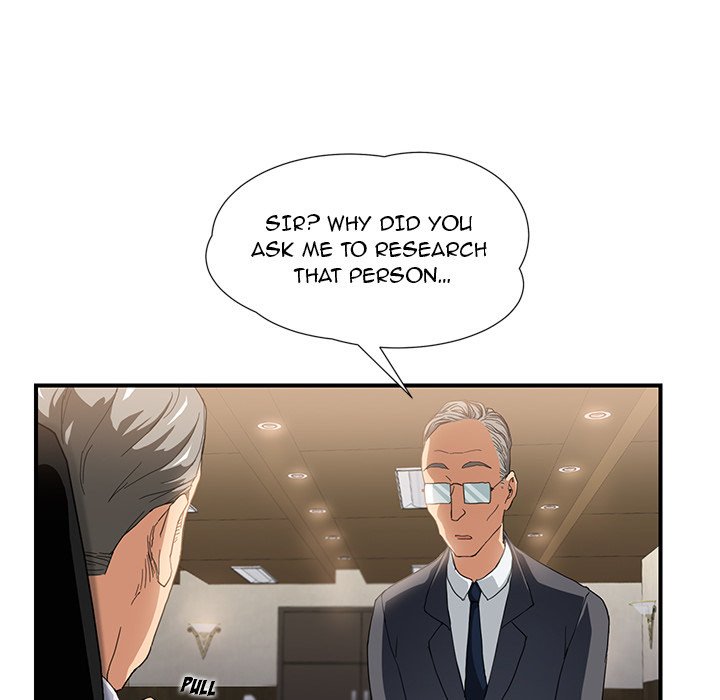 SIR? WHY DID YOU
ASK ME TO RESEARCH
THAT PERSON...
PULL